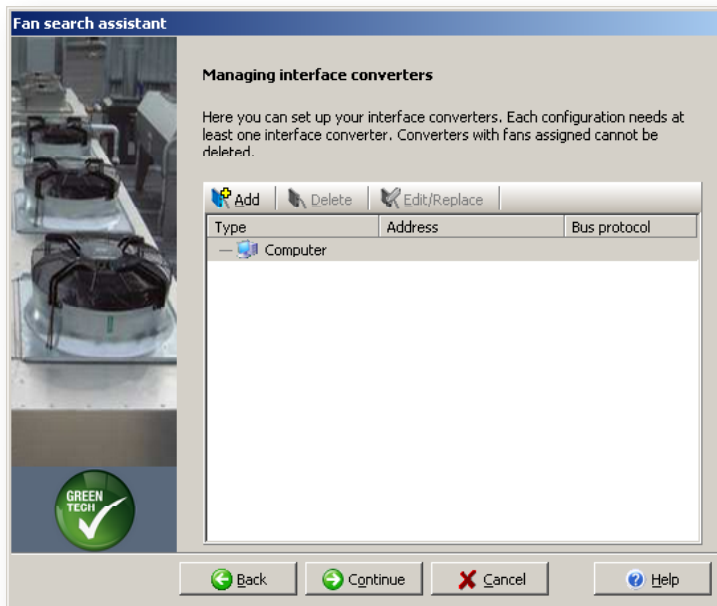 Fan search assistant
Managing interface converters
Here you can set up your interface converters. Each configuration needs at
least one interface converter. Converters with fans assigned cannot be
deleted.
Add Delete Edit/Replace
Type Address Bus protocol
Computer
GREEN
TECH
Back Continue Cancel Help